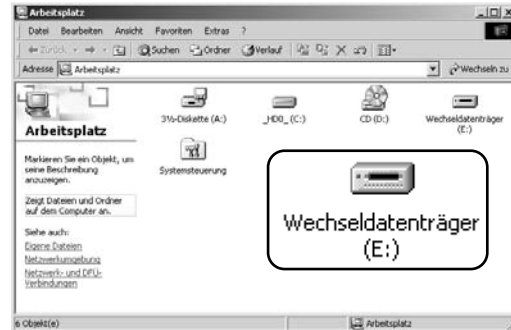 Arbeitsplatz
Datei Bearbeiten Ansicht Favoriten Extras ?
Zurück Suchen Ordner Verlauf
Adresse Arbeitsplatz Wechseln zu
Arbeitsplatz
Markieren Sie ein Objekt, um
seine Beschreibung
anzuzeigen.
Zeigt Dateien und Ordner
auf dem Computer an.
Siehe auch:
Eigene Dateien
Netzwerkumgebung
Netzwerk- und DFÜ-
Verbindungen
3½-Diskette (A:)
_HD0_ (C:)
CD (D:)
Wechseldatenträger
(E:)
Systemsteuerung
Wechseldatenträger
(E:)
6 Objekt(e)
Arbeitsplatz